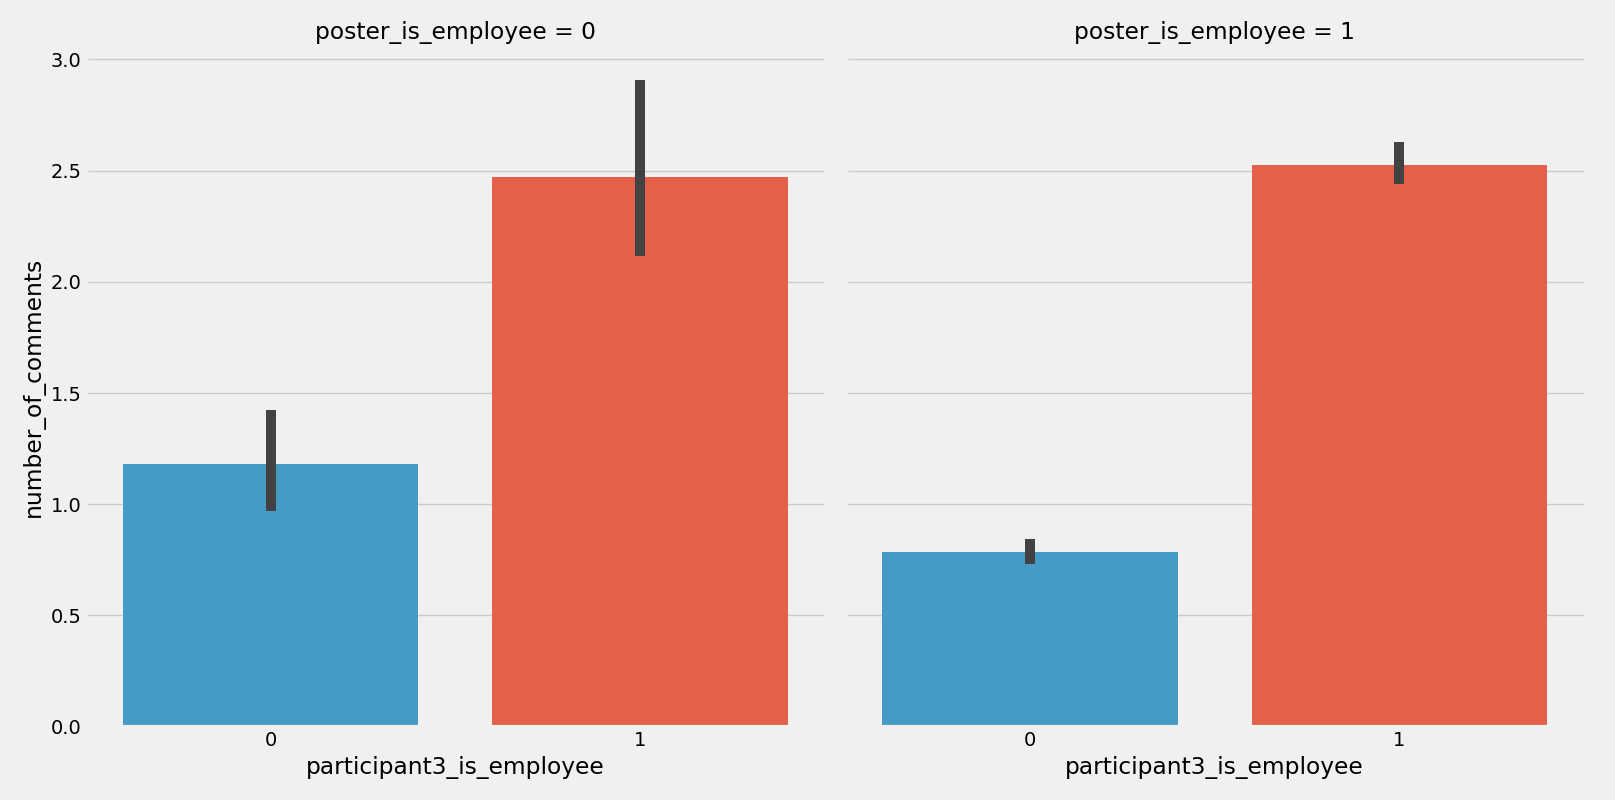 poster_is_employee = 0
poster_is_employee = 1
number_of_comments
3.0
2.5
2.0
1.5
1.0
0.5
0.0
0
1
0
1
participant3_is_employee
participant3_is_employee